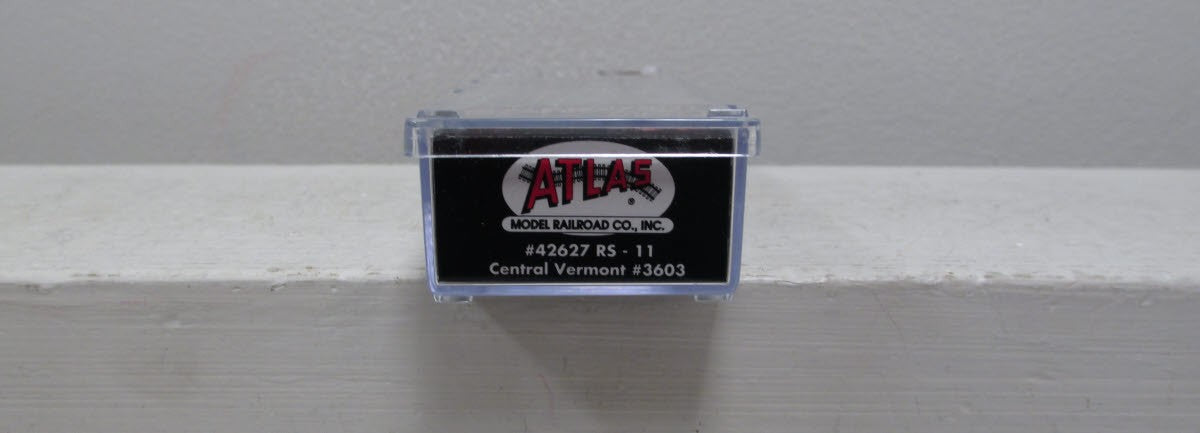 ATLAS®
MODEL RAILROAD CO., INC.
#42627 RS - 11
Central Vermont #3603